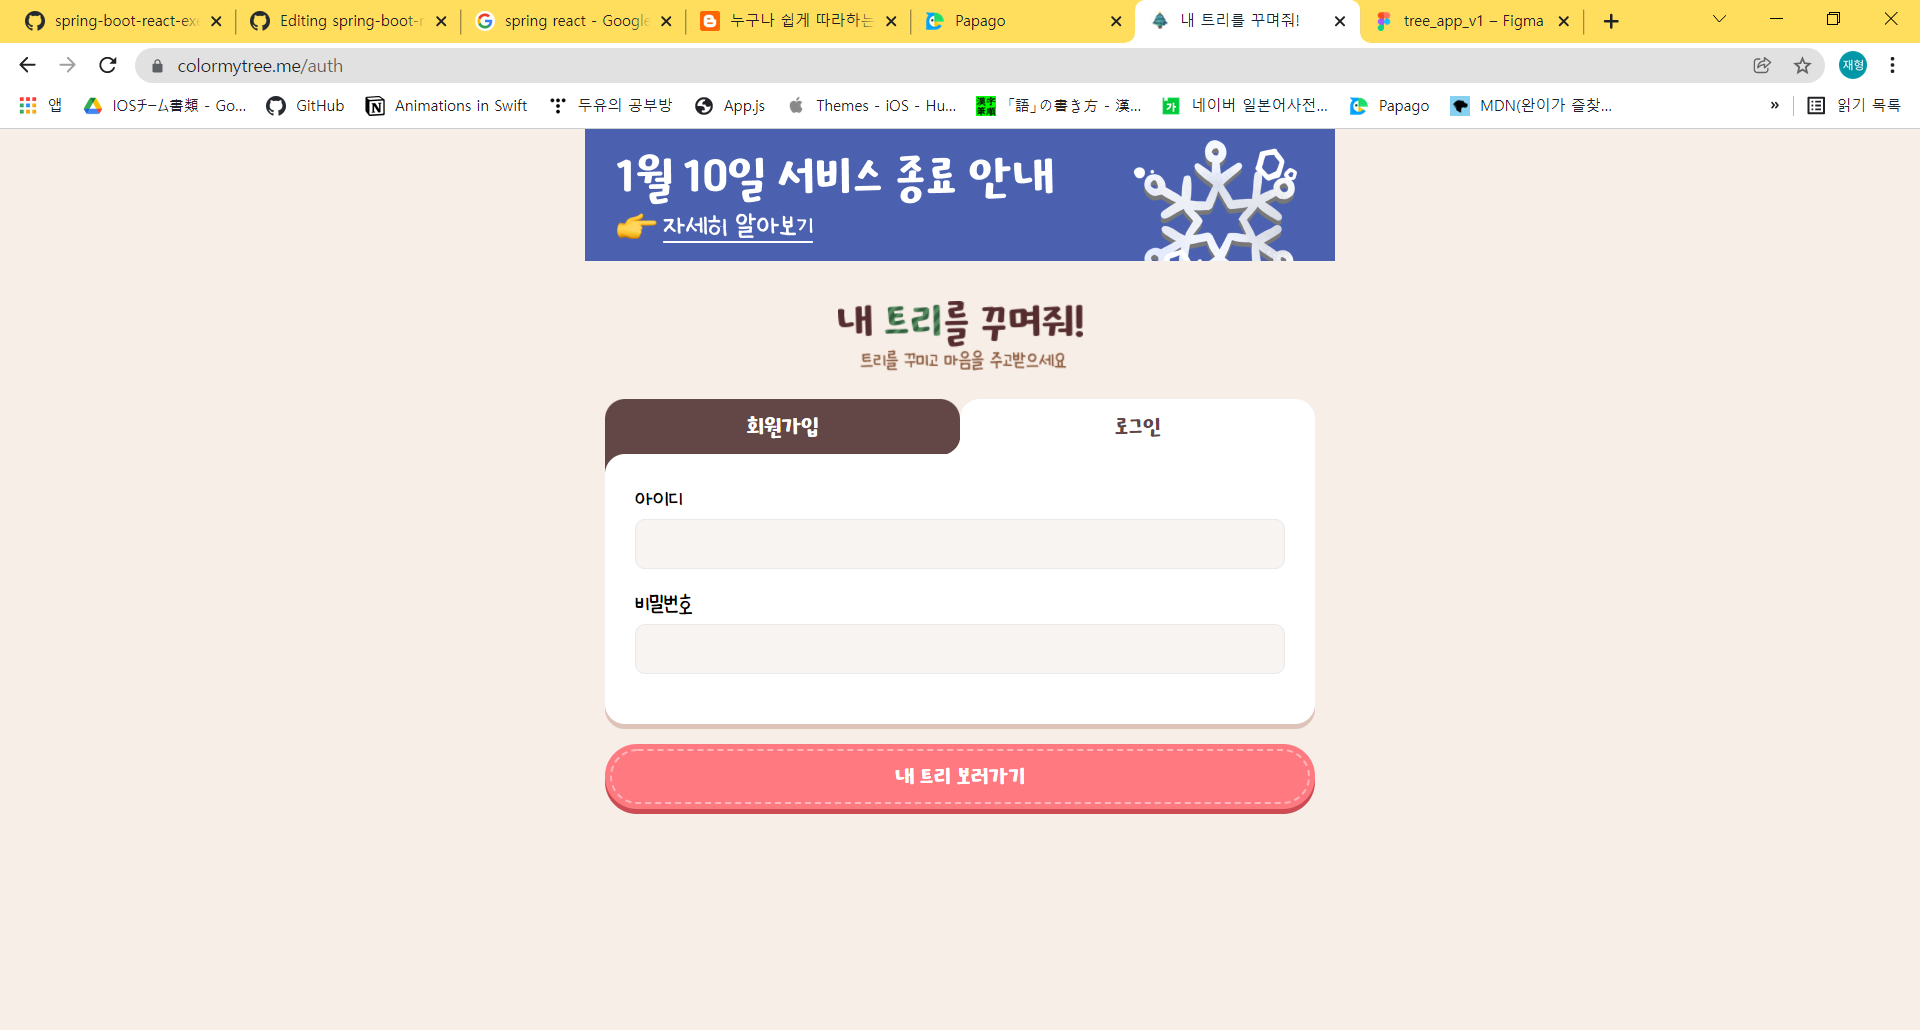 spring-boot-react-exe
Editing spring-boot-r
spring react - Google
누구나 쉽게 따라하는
Papago
내 트리를 꾸며줘!
tree_app_v1 – Figma
colormytree.me/auth
재형
앱
IOSチーム書類 - Go...
GitHub
Animations in Swift
두유의 공부방
App.js
Themes - iOS - Hu...
「語」の書き方 - 漢...
네이버 일본어사전...
Papago
MDN(완이가 즐찾...
»
읽기 목록
1월 10일 서비스 종료 안내
👉 자세히 알아보기
내 트리를 꾸며줘!
트리를 꾸미고 마음을 주고받으세요
회원가입
로그인
아이디
비밀번호
내 트리 보러가기